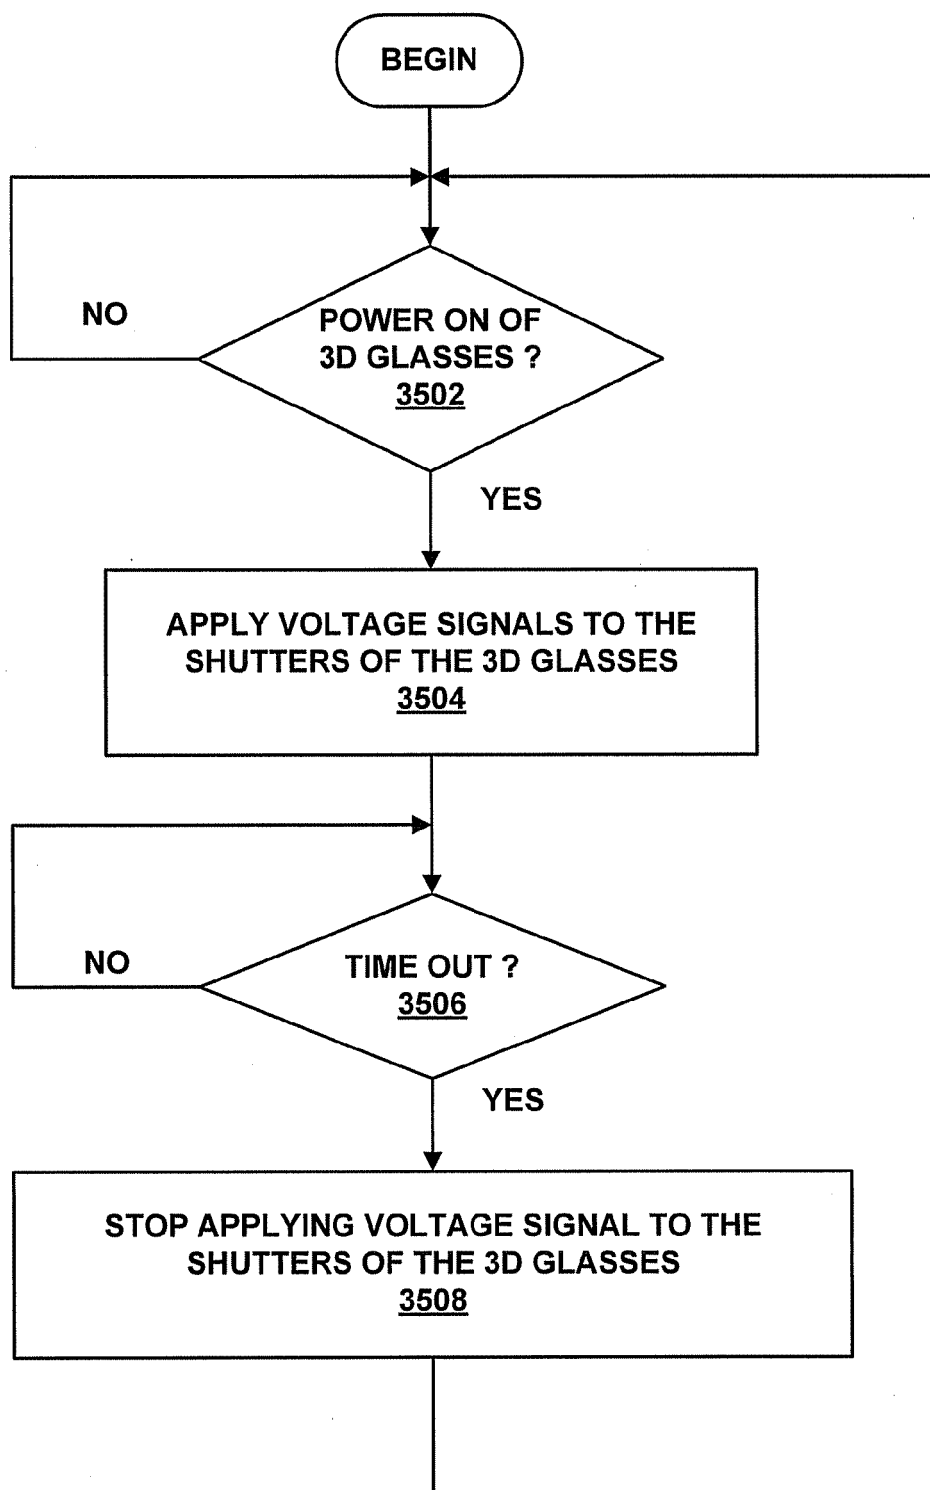 BEGIN
NO
POWER ON OF
3D GLASSES ?
3502
YES
APPLY VOLTAGE SIGNALS TO THE
SHUTTERS OF THE 3D GLASSES
3504
NO
TIME OUT ?
3506
YES
STOP APPLYING VOLTAGE SIGNAL TO THE
SHUTTERS OF THE 3D GLASSES
3508